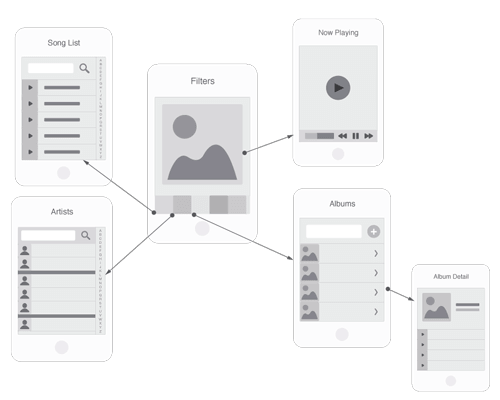 Song List
Filters
Now Playing
Artists
Albums
Album Detail